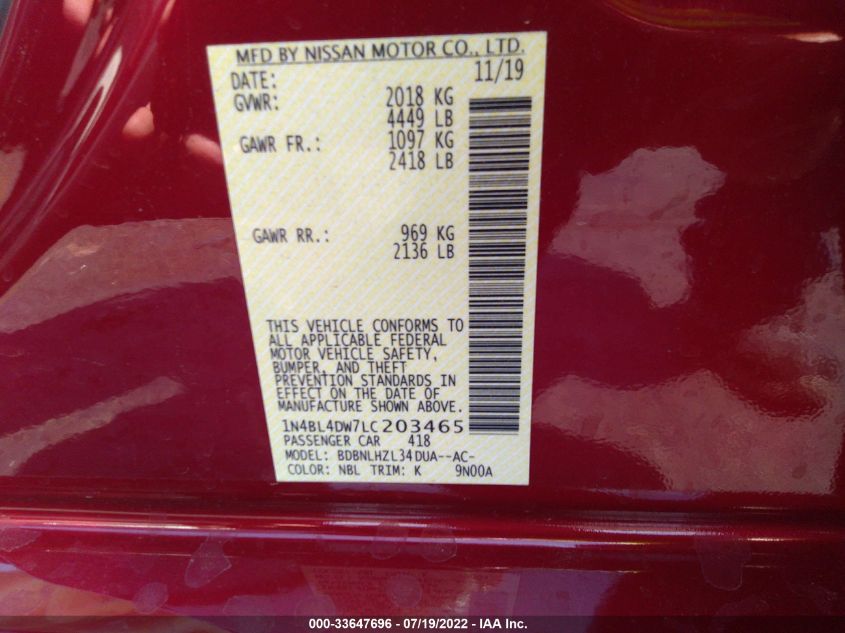 MFD BY NISSAN MOTOR CO., LTD.
DATE: 11/19
GVWR: 2018 KG
4449 LB
GAWR FR.: 1097 KG
2418 LB
GAWR RR.: 969 KG
2136 LB
THIS VEHICLE CONFORMS TO
ALL APPLICABLE FEDERAL
MOTOR VEHICLE SAFETY,
BUMPER, AND THEFT
PREVENTION STANDARDS IN
EFFECT ON THE DATE OF
MANUFACTURE SHOWN ABOVE.
1N4BL4DW7LC203465
PASSENGER CAR 418
MODEL: BDBNLHZL34DUA--AC-
COLOR: NBL TRIM: K 9N00A
000-33647696 - 07/19/2022 - IAA Inc.